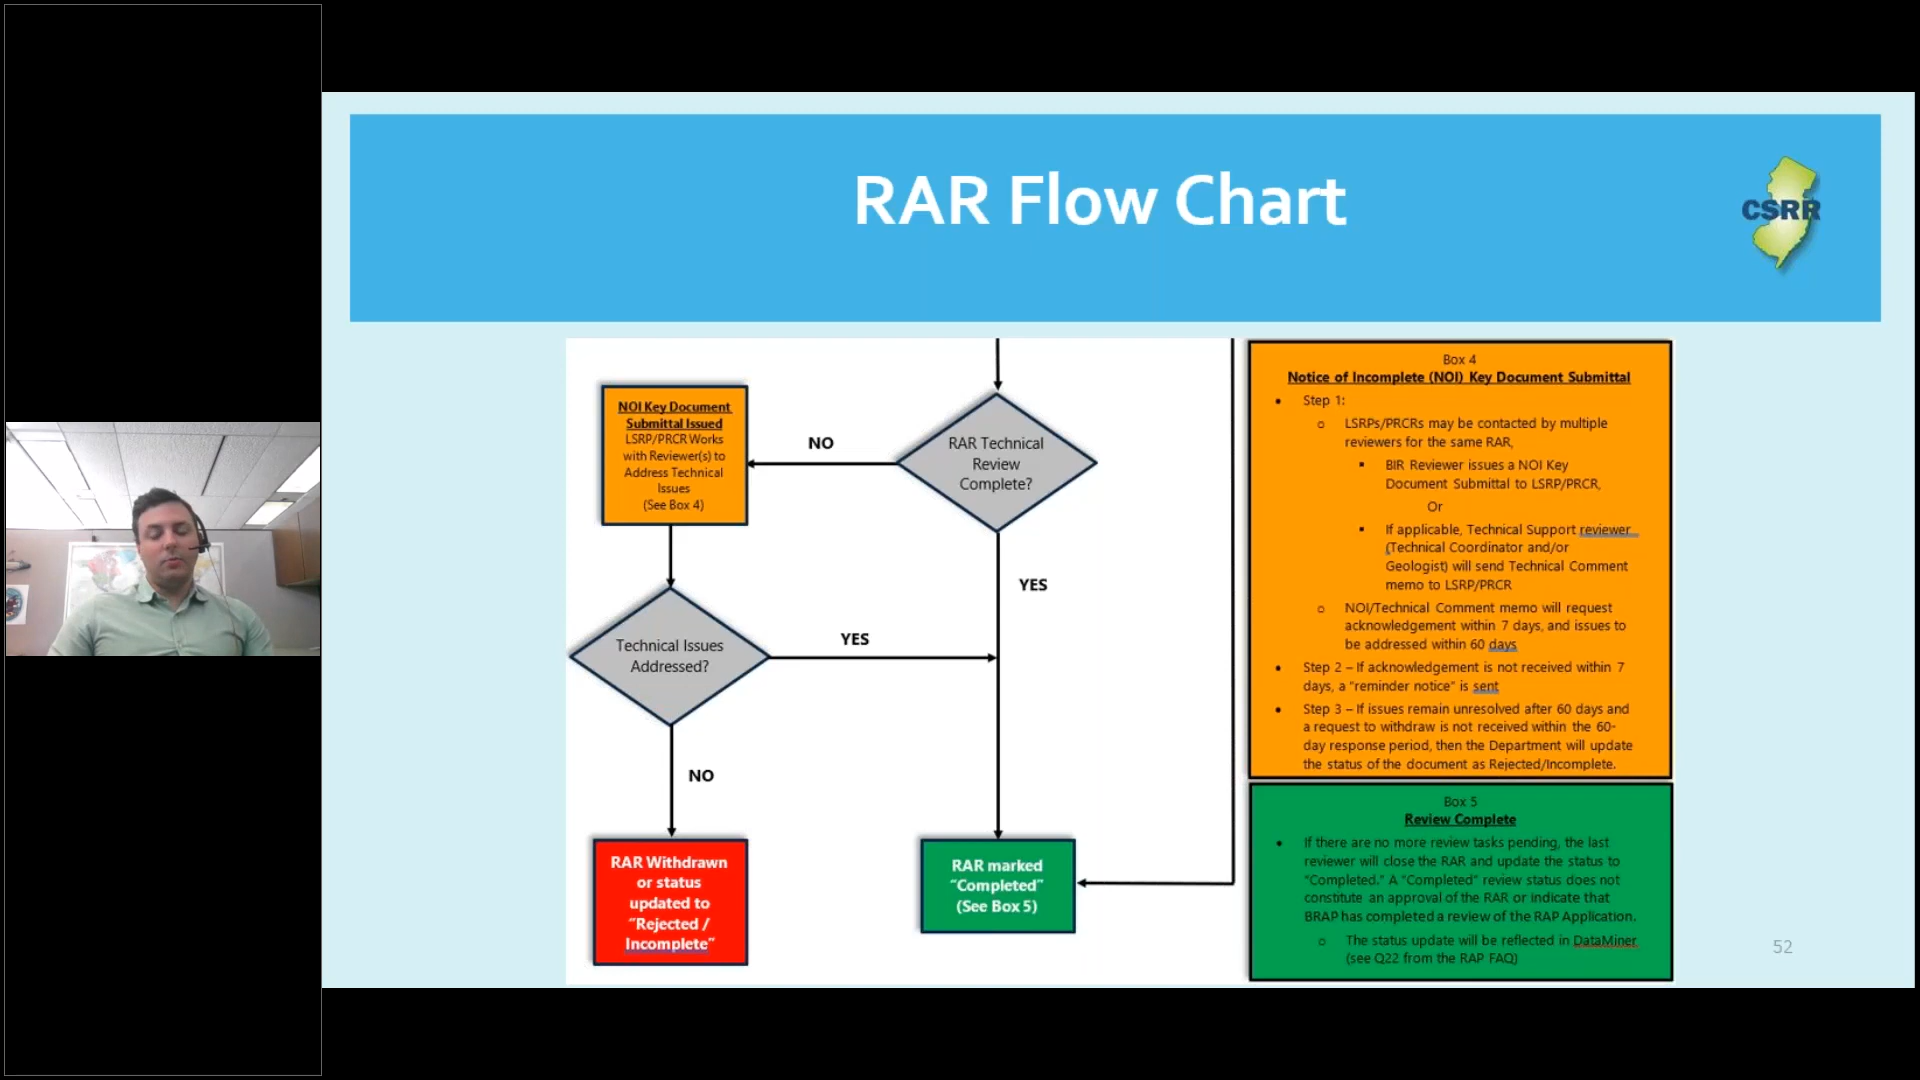 RAR Flow Chart
CSRR
NOI Key Document
Submittal Issued
LSRP/PRCR Works
with Reviewer(s) to
Address Technical
Issues
(See Box 4)
NO
RAR Technical
Review
Complete?
YES
Technical Issues
Addressed?
YES
NO
RAR Withdrawn
or status
updated to
“Rejected /
Incomplete”
RAR marked
“Completed”
(See Box 5)
Box 4
Notice of Incomplete (NOI) Key Document Submittal
• Step 1:
o LSRPs/PRCRs may be contacted by multiple
reviewers for the same RAR,
▪ BIR Reviewer issues a NOI Key
Document Submittal to LSRP/PRCR,
Or
▪ If applicable, Technical Support reviewer
(Technical Coordinator and/or
Geologist) will send Technical Comment
memo to LSRP/PRCR
o NOI/Technical Comment memo will request
acknowledgement within 7 days, and issues to
be addressed within 60 days
• Step 2 – If acknowledgement is not received within 7
days, a “reminder notice” is sent
• Step 3 – If issues remain unresolved after 60 days and
a request to withdraw is not received within the 60-
day response period, then the Department will update
the status of the document as Rejected/Incomplete.
Box 5
Review Complete
• If there are no more review tasks pending, the last
reviewer will close the RAR and update the status to
“Completed.” A “Completed” review status does not
constitute an approval of the RAR or indicate that
BRAP has completed a review of the RAP Application.
o The status update will be reflected in DataMiner
(see Q22 from the RAP FAQ)
52